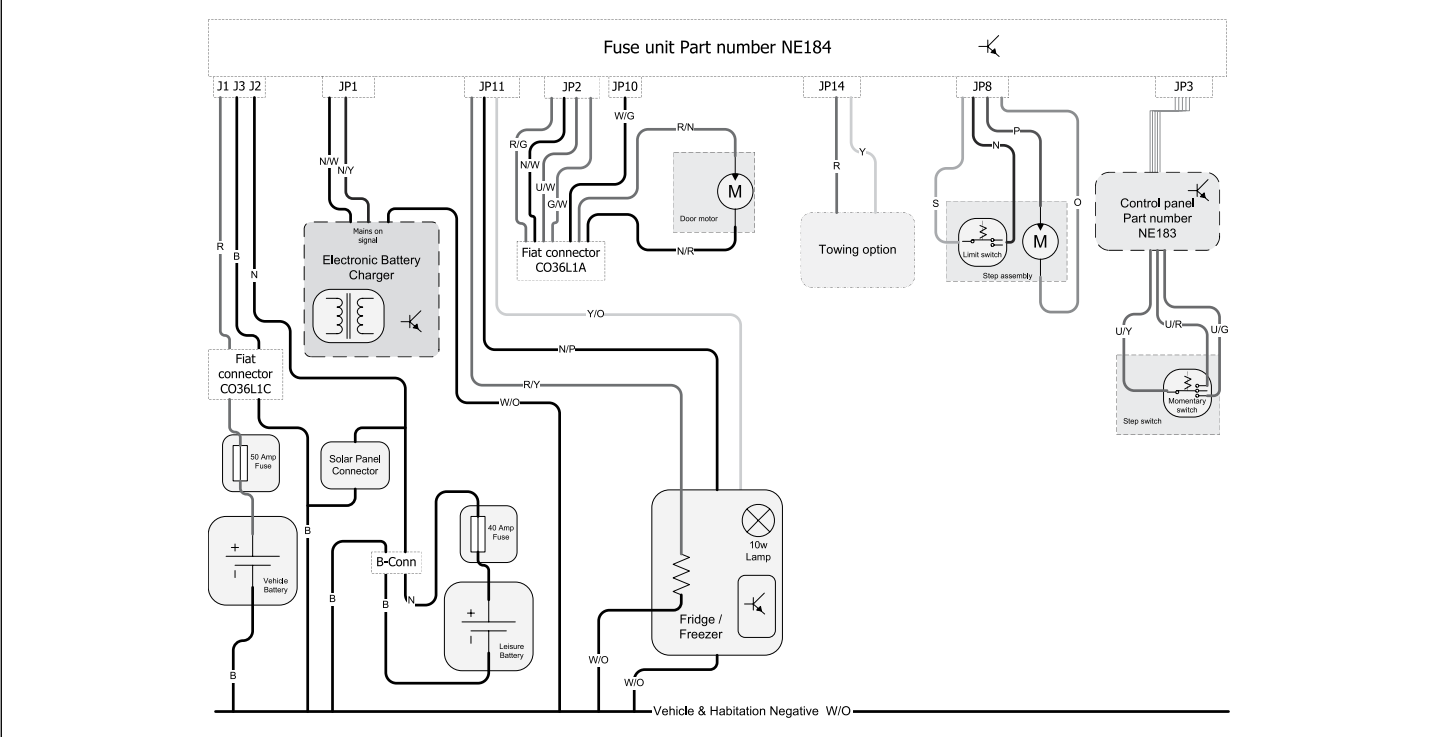 Fuse unit Part number NE184
J1 J3 J2
JP1
JP11
JP2
JP10
JP14
JP8
JP3
W/G
R/G
N/W
U/W
G/W
R/N
N/R
Door motor
M
Fiat connector
CO36L1A
N/W
N/Y
R
B
N
Mains on
signal
Electronic Battery
Charger
R
Y
Towing option
S
N
P
O
Limit switch
M
Step assembly
Control panel
Part number
NE183
U/Y
U/R
U/G
Momentary
switch
Step switch
Y/O
N/P
R/Y
W/O
Fiat
connector
CO36L1C
50 Amp
Fuse
Solar Panel
Connector
B
+
–
Vehicle
Battery
B
B-Conn
B
B
N
40 Amp
Fuse
+
–
Leisure
Battery
10w
Lamp
Fridge /
Freezer
W/O
W/O
Vehicle & Habitation Negative W/O